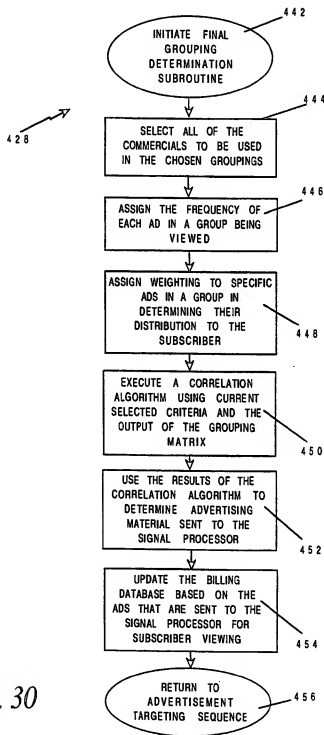 442
INITIATE FINAL
GROUPING
DETERMINATION
SUBROUTINE
428
444
SELECT ALL OF THE
COMMERCIALS TO BE USED
IN THE CHOSEN GROUPINGS
446
ASSIGN THE FREQUENCY OF
EACH AD IN A GROUP BEING
VIEWED
ASSIGN WEIGHTING TO SPECIFIC
ADS IN A GROUP IN
DETERMINING THEIR
DISTRIBUTION TO THE
SUBSCRIBER
448
EXECUTE A CORRELATION
ALGORITHM USING CURRENT
SELECTED CRITERIA AND THE
OUTPUT OF THE GROUPING
MATRIX
450
USE THE RESULTS OF THE
CORRELATION ALGORITHM TO
DETERMINE ADVERTISING
MATERIAL SENT TO THE
SIGNAL PROCESSOR
452
UPDATE THE BILLING
DATABASE BASED ON THE
ADS THAT ARE SENT TO THE
SIGNAL PROCESSOR FOR
SUBSCRIBER VIEWING
454
RETURN TO
ADVERTISEMENT
TARGETING SEQUENCE
456
. 30